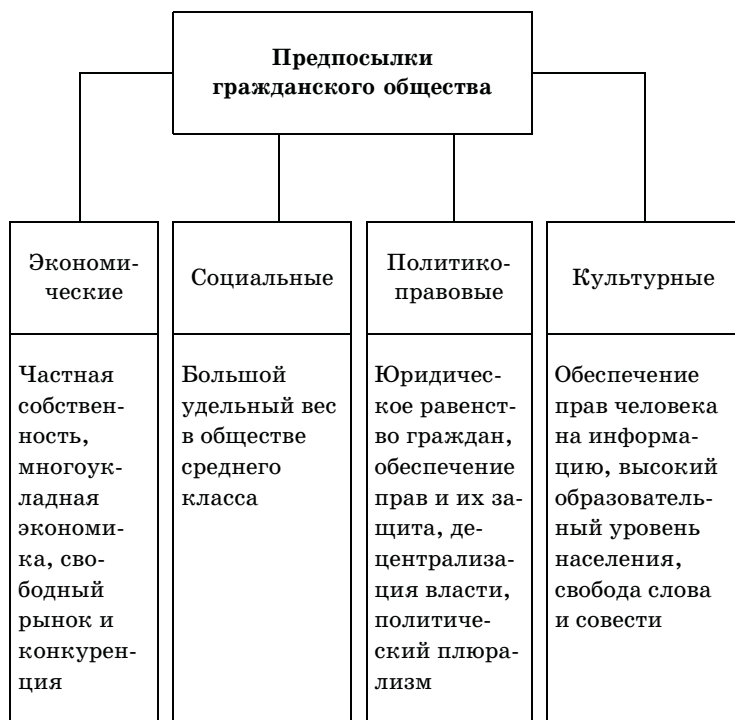 Предпосылки
гражданского общества
Экономи-
ческие
Социальные
Политико-
правовые
Культурные
Частная
собствен-
ность,
многоук-
ладная
экономи-
ка, сво-
бодный
рынок и
конкурен-
ция
Большой
удельный вес
в обществе
среднего
класса
Юридичес-
кое равенст-
во граждан,
обеспечение
прав и их за-
щита, де-
централиза-
ция власти,
политиче-
ский плюра-
лизм
Обеспечение
прав человека
на информа-
цию, высокий
образователь-
ный уровень
населения,
свобода слова
и совести